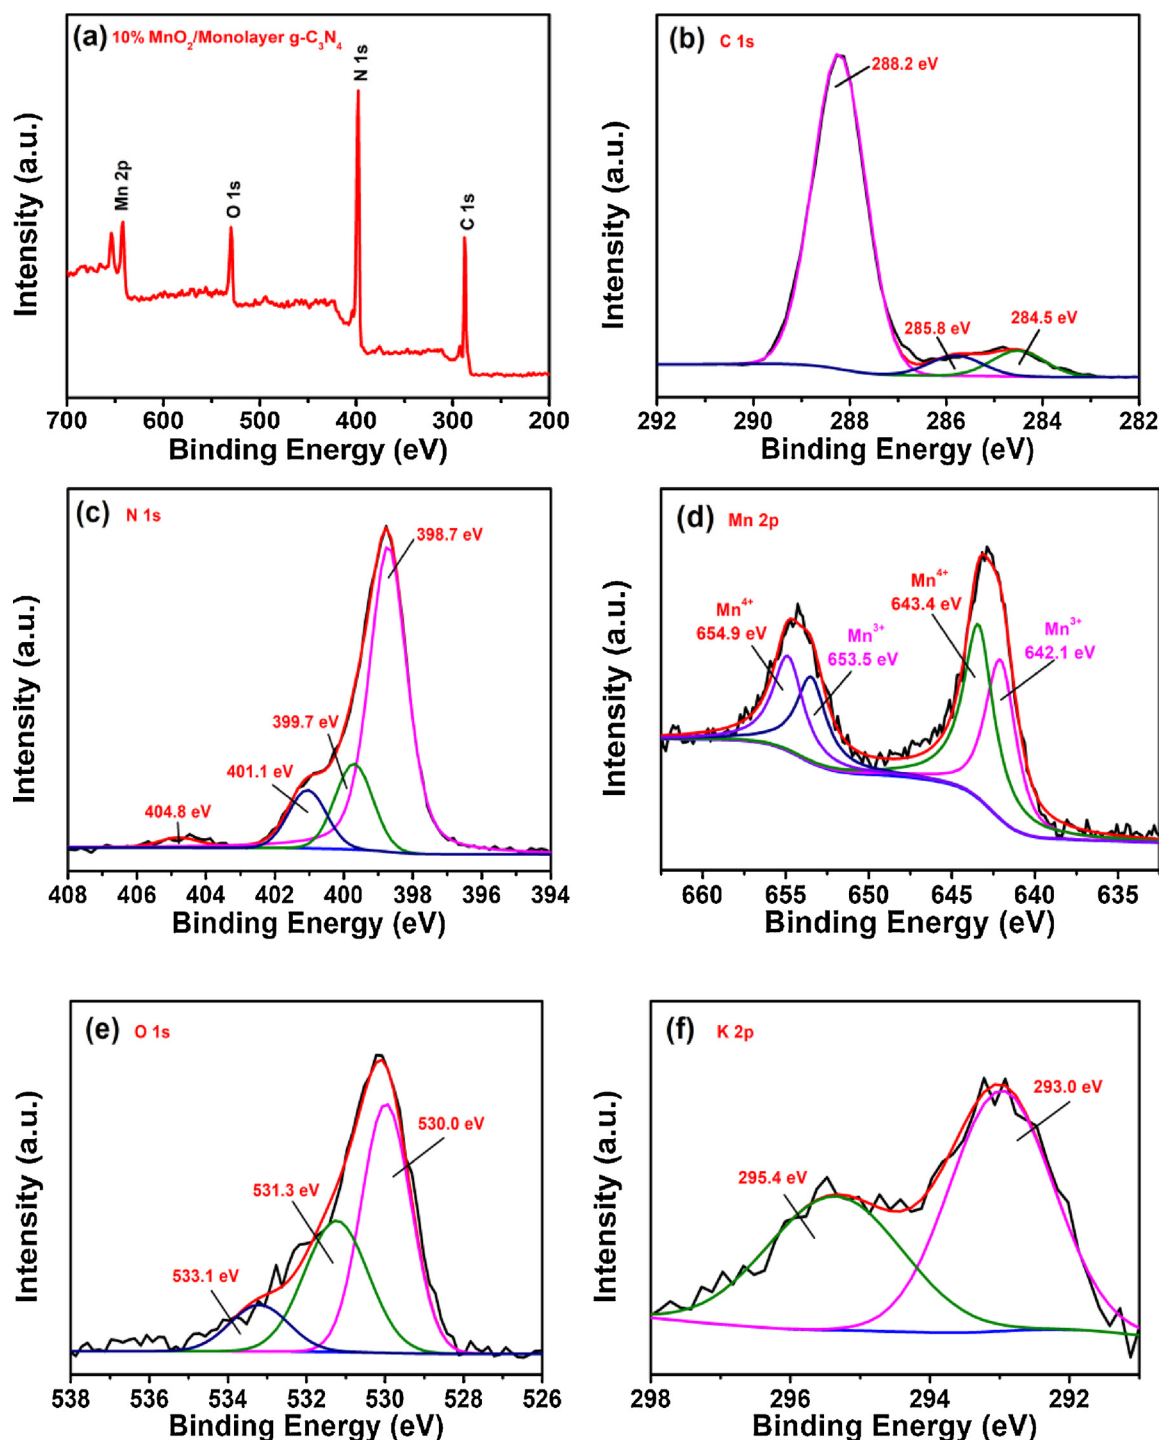 (a) 10% MnO₂/Monolayer g-C₃N₄
N 1s
Mn 2p
O 1s
C 1s
Intensity (a.u.)
700 600 500 400 300 200
Binding Energy (eV)
(b) C 1s
288.2 eV
285.8 eV
284.5 eV
Intensity (a.u.)
292 290 288 286 284 282
Binding Energy (eV)
(c) N 1s
398.7 eV
399.7 eV
401.1 eV
404.8 eV
Intensity (a.u.)
408 406 404 402 400 398 396 394
Binding Energy (eV)
(d) Mn 2p
Mn⁴⁺
643.4 eV
Mn⁴⁺
654.9 eV
Mn³⁺
653.5 eV
Mn³⁺
642.1 eV
Intensity (a.u.)
660 655 650 645 640 635
Binding Energy (eV)
(e) O 1s
530.0 eV
531.3 eV
533.1 eV
Intensity (a.u.)
538 536 534 532 530 528 526
Binding Energy (eV)
(f) K 2p
293.0 eV
295.4 eV
Intensity (a.u.)
298 296 294 292
Binding Energy (eV)